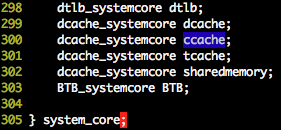 298 dtlb_systemcore dtlb;
299 dcache_systemcore dcache;
300 dcache_systemcore ccache;
301 dcache_systemcore tcache;
302 dcache_systemcore sharedmemory;
303 BTB_systemcore BTB;
304
305 } system_core;